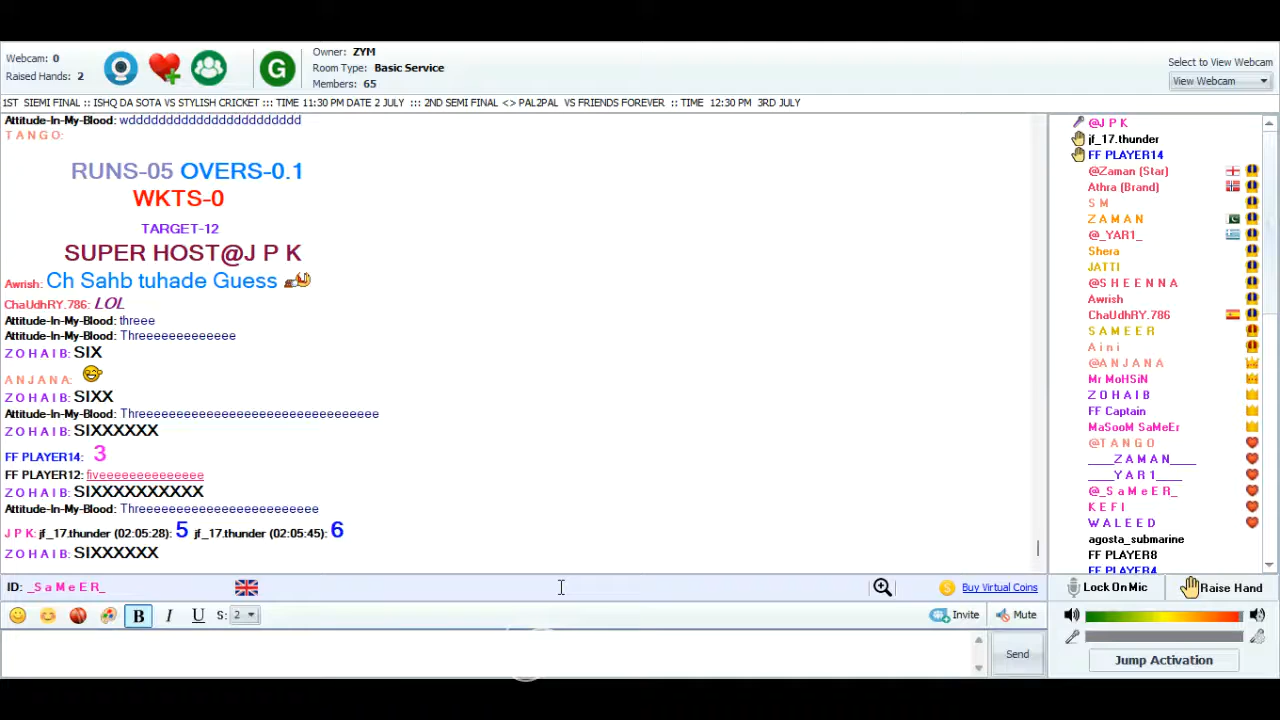 Webcam: 0
Raised Hands: 2
G
Owner: ZYM
Room Type: Basic Service
Members: 65
Select to View Webcam
View Webcam
1ST SIEMI FINAL :: ISHQ DA SOTA VS STYLISH CRICKET ::: TIME 11:30 PM DATE 2 JULY ::: 2ND SEMI FINAL <> PAL2PAL VS FRIENDS FOREVER :: TIME 12:30 PM 3RD JULY
Attitude-In-My-Blood: wddddddddddddddddddddddd
T A N G O:
RUNS-05 OVERS-0.1
WKTS-0
TARGET-12
SUPER HOST@J P K
Awrish: Ch Sahb tuhade Guess
ChaUdhRY.786: LOL
Attitude-In-My-Blood: threee
Attitude-In-My-Blood: Threeeeeeeeeeeee
Z O H A I B: SIX
A N J A N A:
Z O H A I B: SIXX
Attitude-In-My-Blood: Threeeeeeeeeeeeeeeeeeeeeeeeeeeeeeee
Z O H A I B: SIXXXXXX
FF PLAYER14: 3
FF PLAYER12: fiveeeeeeeeeeeeee
Z O H A I B: SIXXXXXXXXXX
Attitude-In-My-Blood: Threeeeeeeeeeeeeeeeeeeeeeee
J P K: jf_17.thunder (02:05:28): 5 jf_17.thunder (02:05:45): 6
Z O H A I B: SIXXXXXX
@J P K
jf_17.thunder
FF PLAYER14
@Zaman (Star)
Athra (Brand)
S M
Z A M A N
@_YAR1_
Shera
JATTI
@S H E E N N A
Awrish
ChaUdhRY.786
S A M E E R
A i n i
@A N J A N A
Mr MoHSiN
Z O H A I B
FF Captain
MaSooM SaMeEr
@T A N G O
____Z A M A N____
____Y A R 1____
@_S a M e E R_
K E F I
W A L E E D
agosta_submarine
FF PLAYER8
FF PLAYER4
ID: _S a M e E R_
Buy Virtual Coins
Lock On Mic
Raise Hand
B I U S: 2
Invite
Mute
Send
Jump Activation